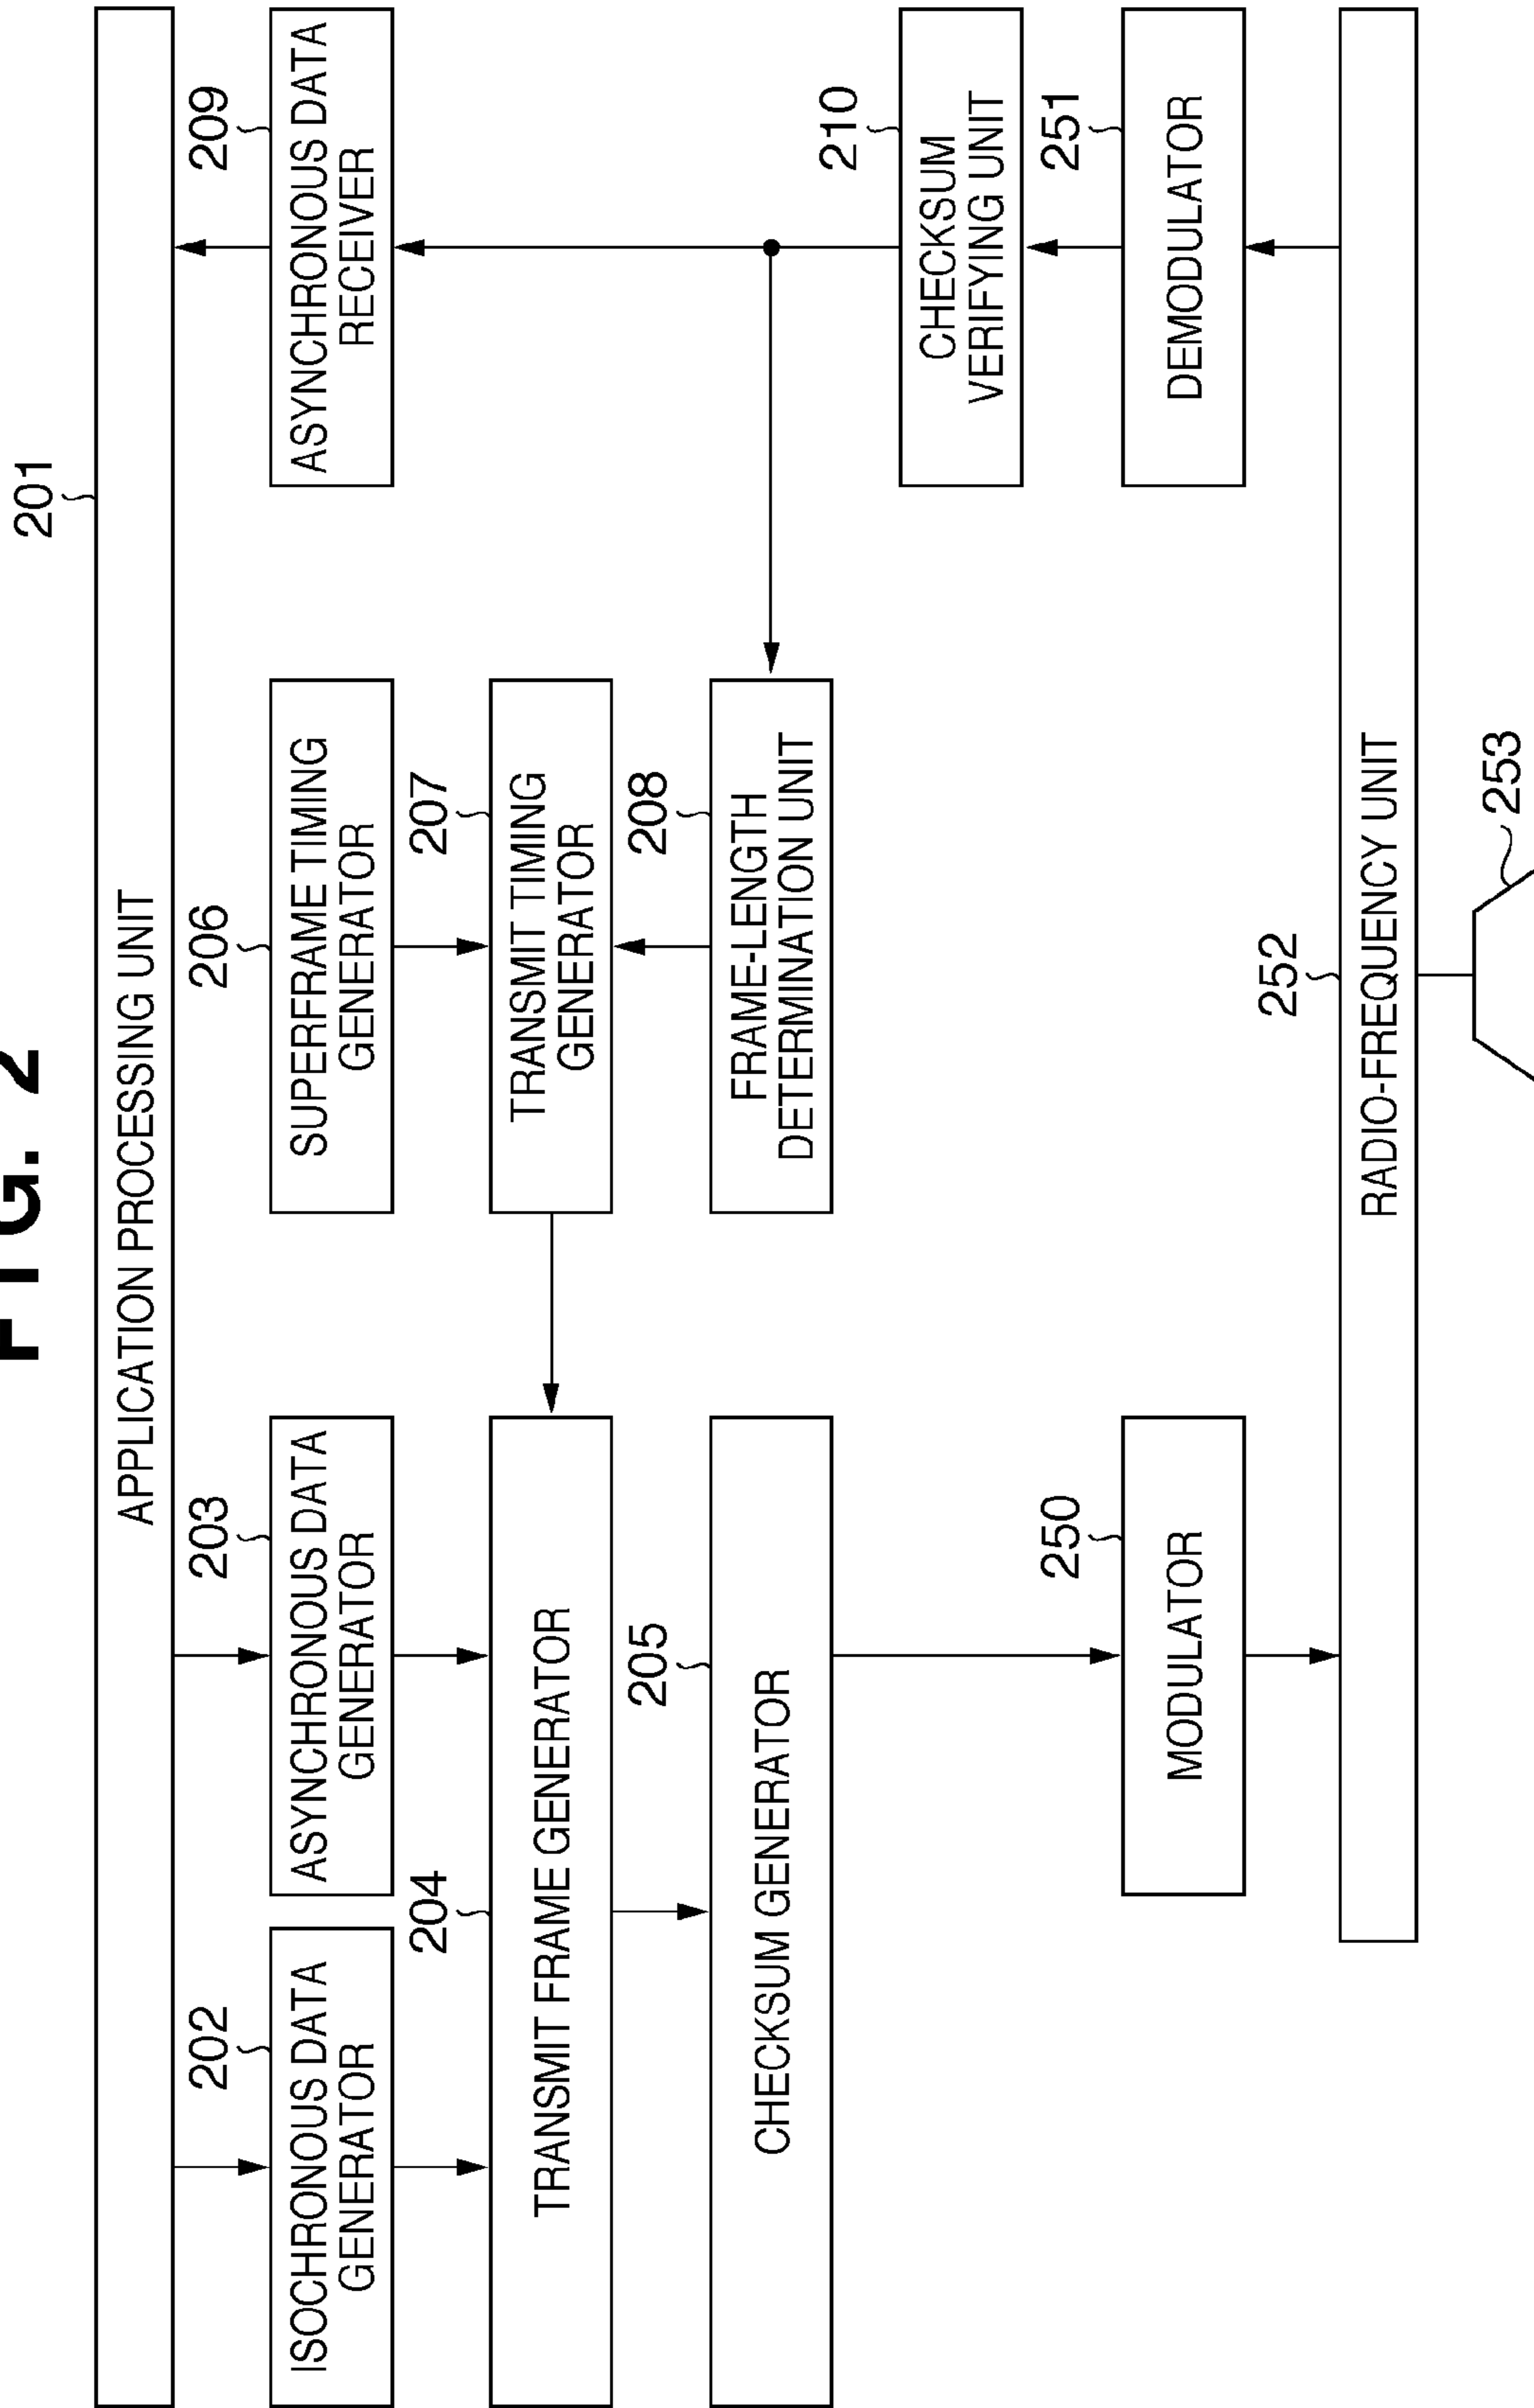 FIG. 2
201
APPLICATION PROCESSING UNIT
202
203
206
209
ISOCHRONOUS DATA
GENERATOR
ASYNCHRONOUS DATA
GENERATOR
SUPERFRAME TIMING
GENERATOR
ASYNCHRONOUS DATA
RECEIVER
204
207
TRANSMIT FRAME GENERATOR
TRANSMIT TIMING
GENERATOR
205
208
CHECKSUM GENERATOR
FRAME-LENGTH
DETERMINATION UNIT
210
CHECKSUM
VERIFYING UNIT
250
251
MODULATOR
DEMODULATOR
252
RADIO-FREQUENCY UNIT
253